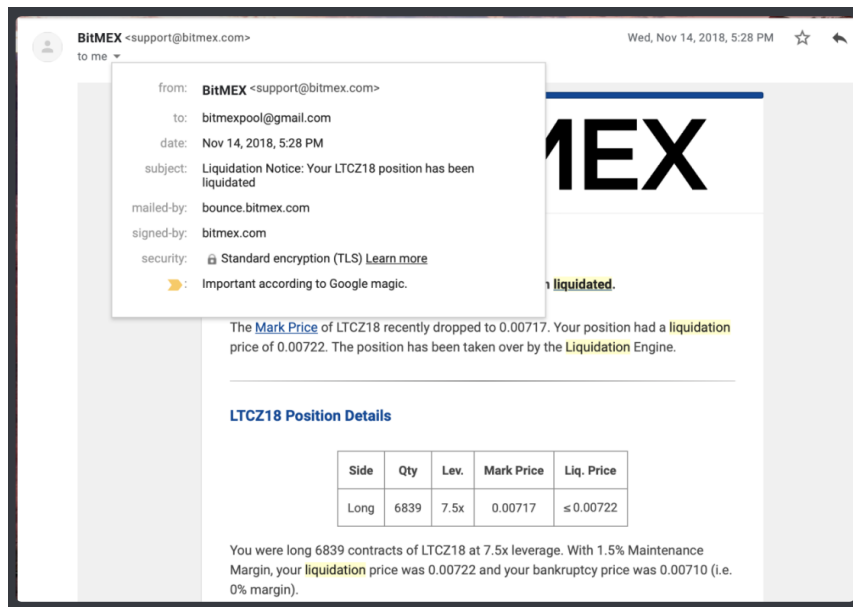 BitMEX <support@bitmex.com>
Wed, Nov 14, 2018, 5:28 PM
to me
from: BitMEX <support@bitmex.com>
to: bitmexpool@gmail.com
date: Nov 14, 2018, 5:28 PM
subject: Liquidation Notice: Your LTCZ18 position has been
liquidated
mailed-by: bounce.bitmex.com
signed-by: bitmex.com
security: Standard encryption (TLS) Learn more
: Important according to Google magic.
MEX
liquidated.
The Mark Price of LTCZ18 recently dropped to 0.00717. Your position had a liquidation
price of 0.00722. The position has been taken over by the Liquidation Engine.
LTCZ18 Position Details
Side Qty Lev. Mark Price Liq. Price
Long 6839 7.5x 0.00717 ≤ 0.00722
You were long 6839 contracts of LTCZ18 at 7.5x leverage. With 1.5% Maintenance
Margin, your liquidation price was 0.00722 and your bankruptcy price was 0.00710 (i.e.
0% margin).